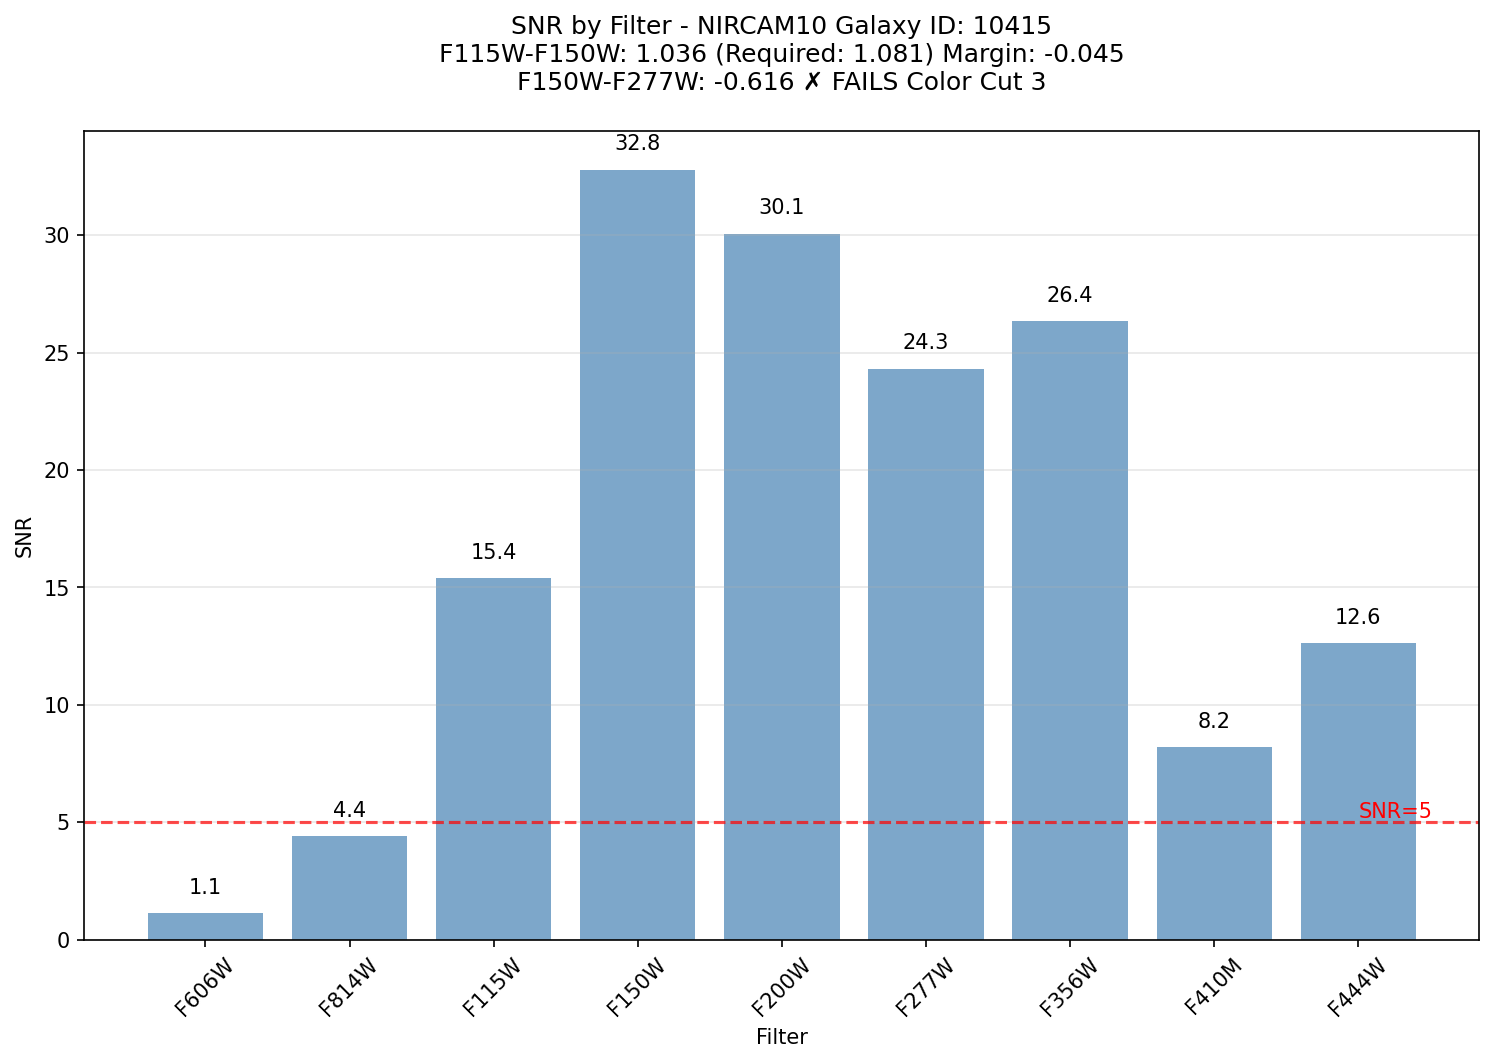 SNR by Filter - NIRCAM10 Galaxy ID: 10415
F115W-F150W: 1.036 (Required: 1.081) Margin: -0.045
F150W-F277W: -0.616 ✗ FAILS Color Cut 3
SNR
30
25
20
15
10
5
0
1.1
4.4
15.4
32.8
30.1
24.3
26.4
8.2
12.6
SNR=5
F606W
F814W
F115W
F150W
F200W
F277W
F356W
F410M
F444W
Filter